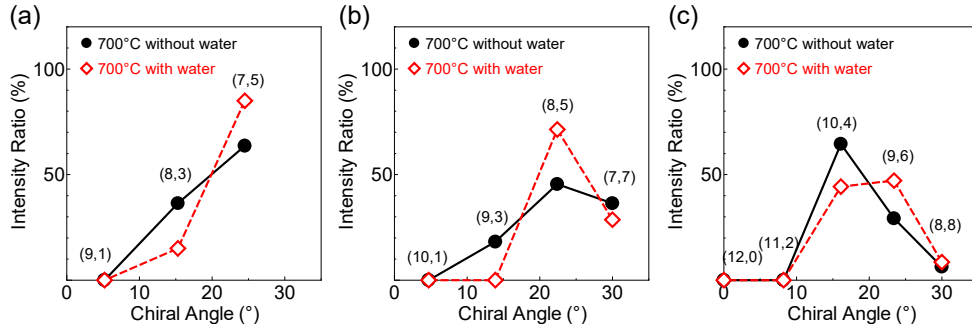 (a)
Intensity Ratio (%)
100
50
700°C without water
700°C with water
(7,5)
(8,3)
(9,1)
0
10
20
30
Chiral Angle (°)
(b)
Intensity Ratio (%)
100
50
700°C without water
700°C with water
(8,5)
(7,7)
(9,3)
(10,1)
0
10
20
30
Chiral Angle (°)
(c)
Intensity Ratio (%)
100
50
700°C without water
700°C with water
(10,4)
(9,6)
(8,8)
(11,2)
(12,0)
0
10
20
30
Chiral Angle (°)